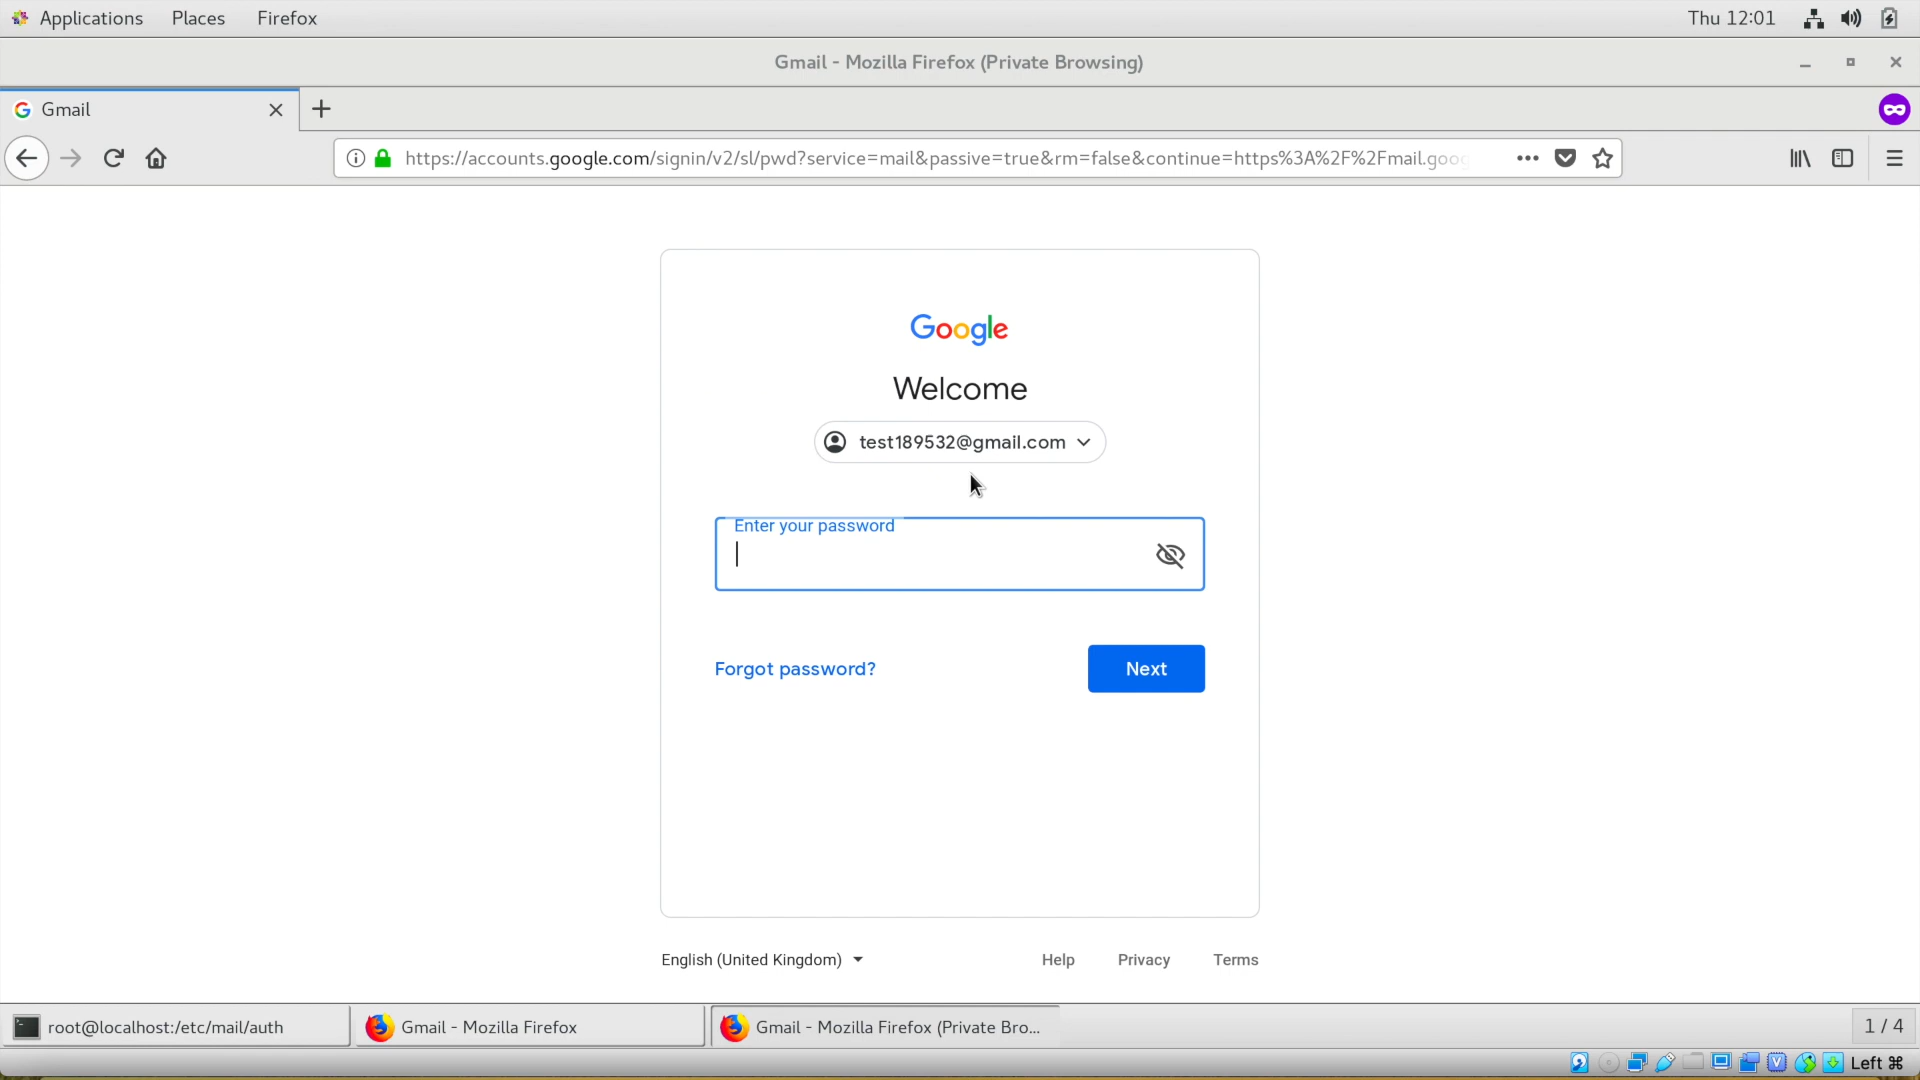 Applications Places Firefox Thu 12:01
Gmail - Mozilla Firefox (Private Browsing)
Gmail
https://accounts.google.com/signin/v2/sl/pwd?service=mail&passive=true&rm=false&continue=https%3A%2F%2Fmail.goog
Google
Welcome
test189532@gmail.com
Enter your password
Forgot password? Next
English (United Kingdom) Help Privacy Terms
root@localhost:/etc/mail/auth Gmail - Mozilla Firefox Gmail - Mozilla Firefox (Private Bro... 1 / 4
Left ⌘